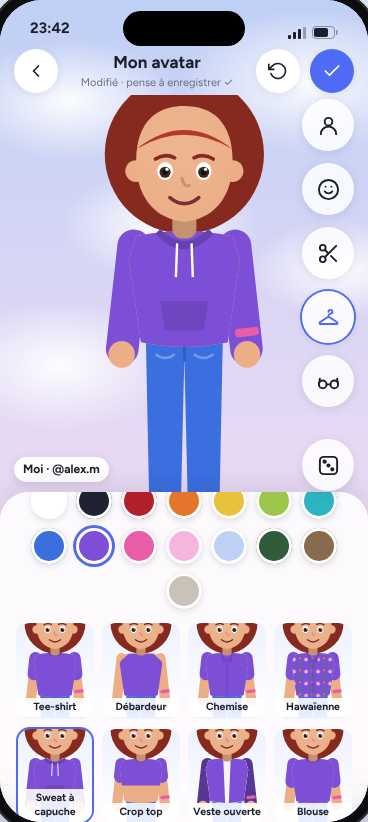 23:42
Mon avatar
Modifié · pense à enregistrer ✓
Moi · @alex.m
Tee-shirt
Débardeur
Chemise
Hawaïenne
Sweat à
capuche
Crop top
Veste ouverte
Blouse